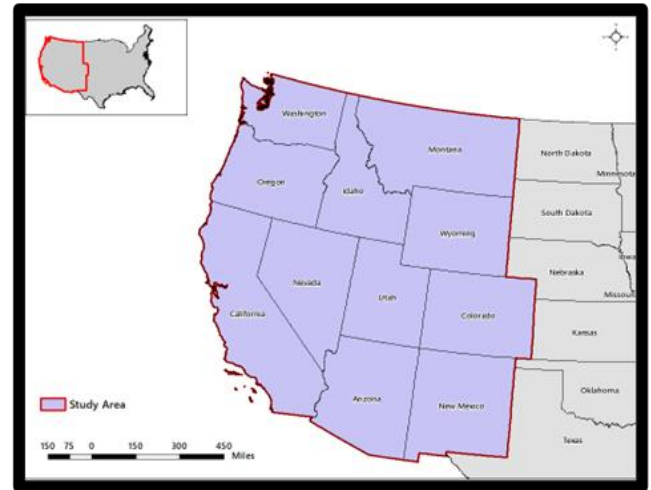 Washington
Montana
North Dakota
Minnesota
Oregon
Idaho
South Dakota
Wyoming
Nebraska
Iowa
Missouri
Nevada
Utah
Colorado
California
Kansas
Arizona
New Mexico
Oklahoma
Texas
Study Area
150 75 0 150 300 450
Miles